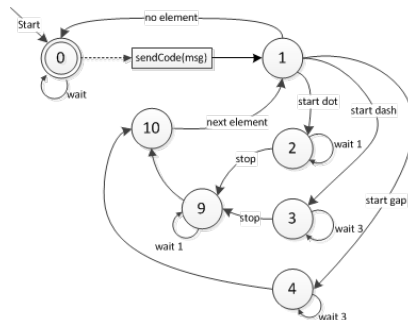 no element
Start
0
sendCode(msg)
1
wait
start dot
start dash
next element
10
2
wait 1
stop
start gap
9
stop
3
wait 3
wait 1
4
wait 3